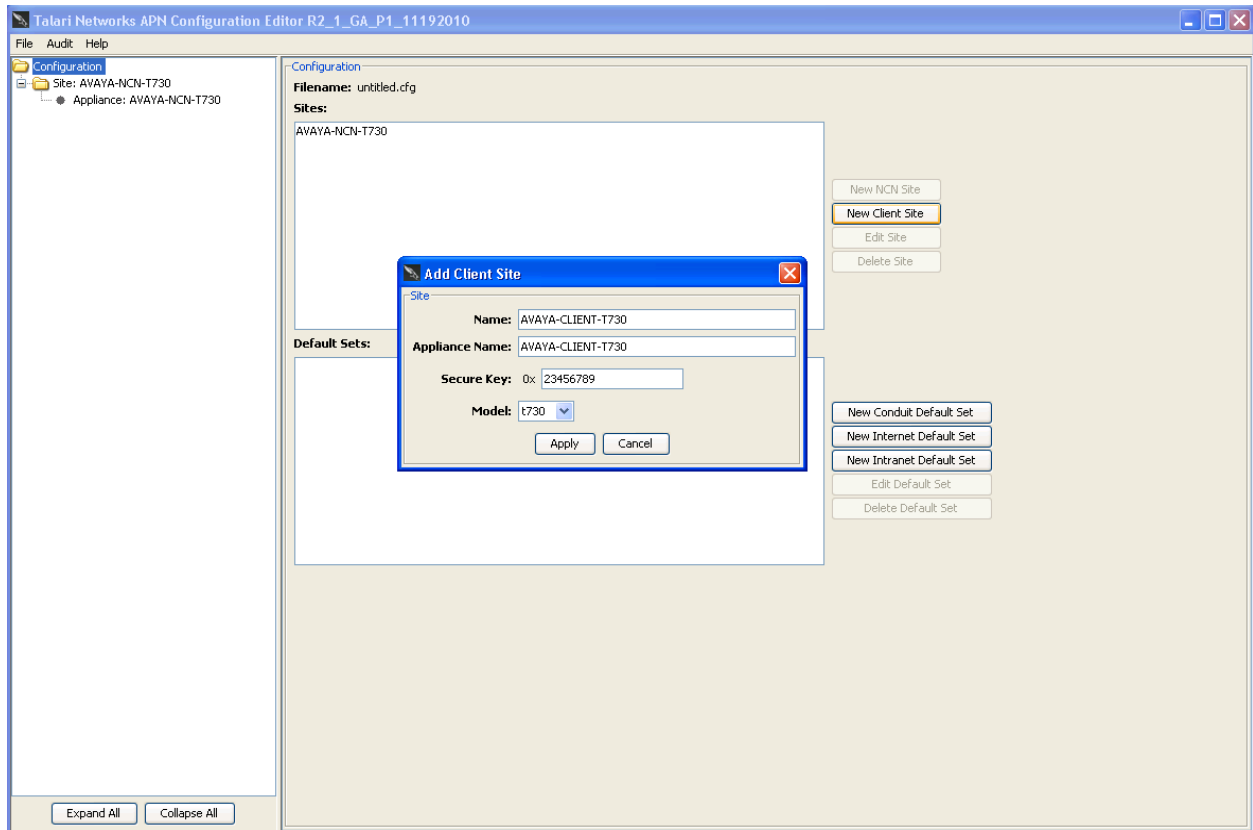 Talari Networks APN Configuration Editor R2_1_GA_P1_11192010
File Audit Help
Configuration
Site: AVAYA-NCN-T730
Appliance: AVAYA-NCN-T730
Expand All Collapse All
Configuration
Filename: untitled.cfg
Sites:
AVAYA-NCN-T730
New NCN Site
New Client Site
Edit Site
Delete Site
Add Client Site
Site
Name: AVAYA-CLIENT-T730
Appliance Name: AVAYA-CLIENT-T730
Secure Key: 0x 23456789
Model: t730
Apply Cancel
Default Sets:
New Conduit Default Set
New Internet Default Set
New Intranet Default Set
Edit Default Set
Delete Default Set